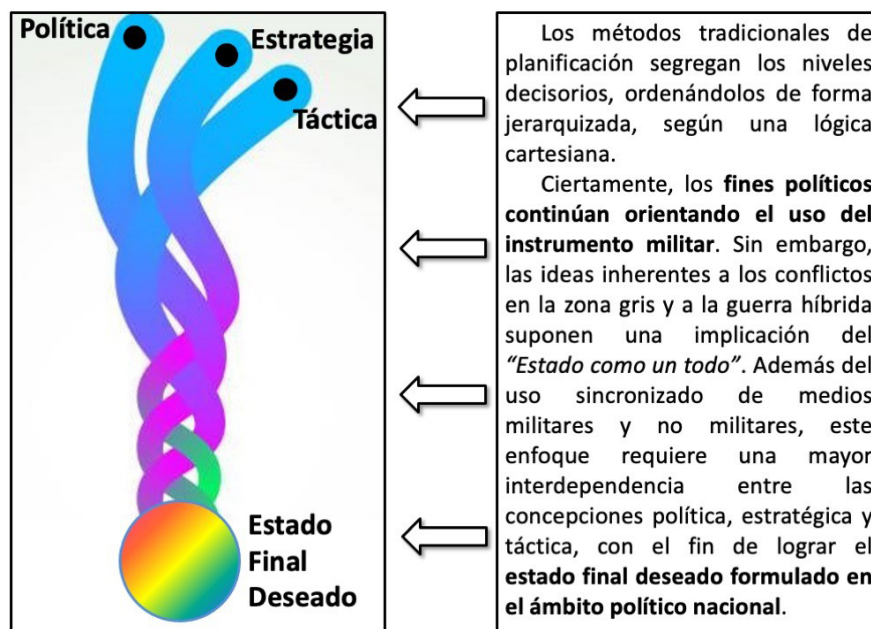 Política
Estrategia
Táctica
Estado
Final
Deseado
Los métodos tradicionales de
planificación segregan los niveles
decisorios, ordenándolos de forma
jerarquizada, según una lógica
cartesiana.
Ciertamente, los fines políticos
continúan orientando el uso del
instrumento militar. Sin embargo,
las ideas inherentes a los conflictos
en la zona gris y a la guerra híbrida
suponen una implicación del
“Estado como un todo”. Además del
uso sincronizado de medios
militares y no militares, este
enfoque requiere una mayor
interdependencia entre las
concepciones política, estratégica y
táctica, con el fin de lograr el
estado final deseado formulado en
el ámbito político nacional.